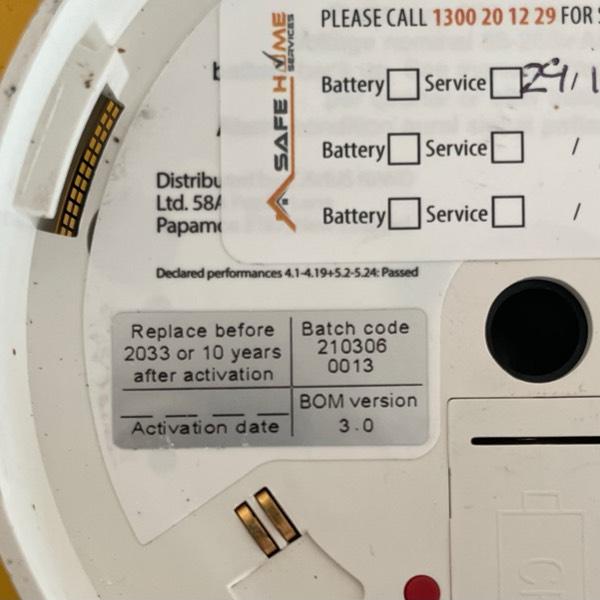 PLEASE CALL 1300 20 12 29 FOR
SAFE HOME
SERVICES
Battery Service 29/1
Battery Service /
Battery Service /
Ltd. 58A
Declared performances 4.1-4.19+5.2-5.24: Passed
Replace before
2033 or 10 years
after activation
Batch code
210306
0013
Activation date
BOM version
3.0